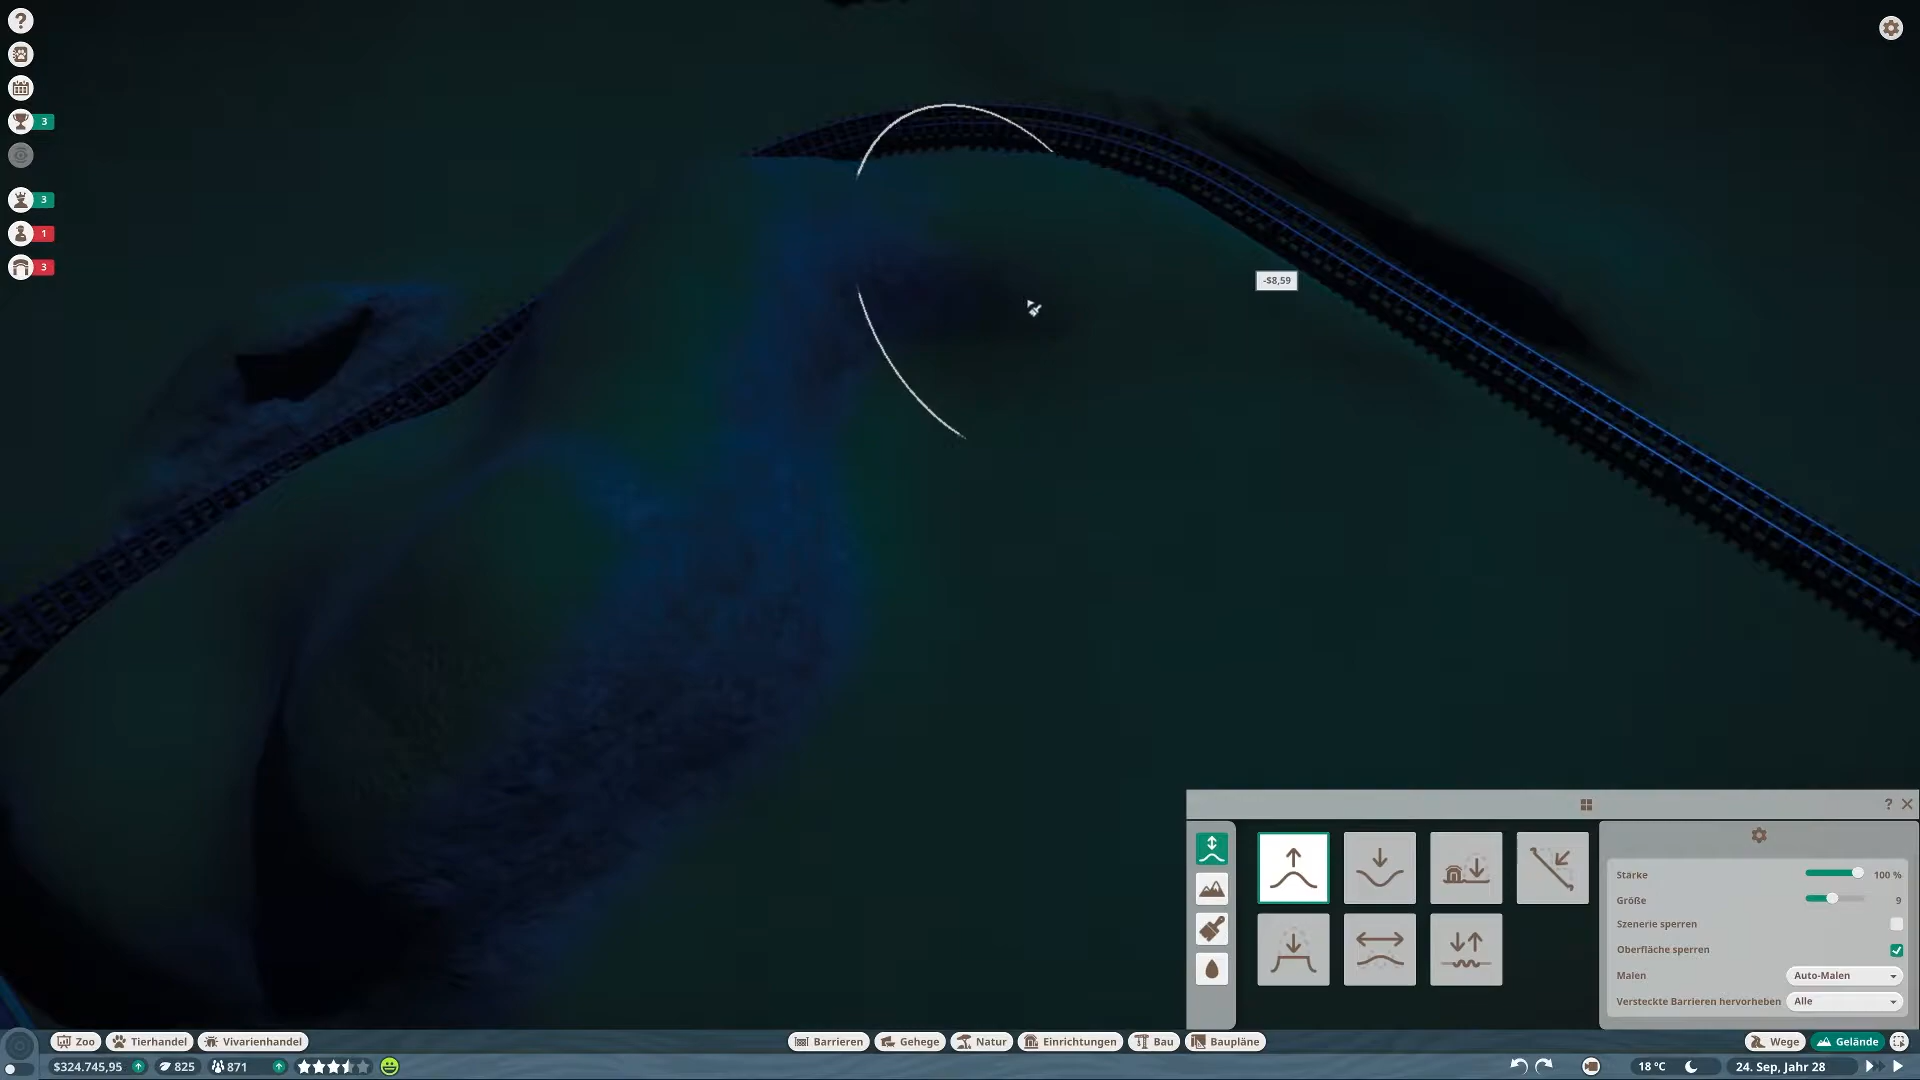 ?
3
3
1
3
-$8,59
?
Stärke 100 %
Größe 9
Szenerie sperren
Oberfläche sperren
Malen Auto-Malen
Versteckte Barrieren hervorheben Alle
Zoo Tierhandel Vivarienhandel Barrieren Gehege Natur Einrichtungen Bau Baupläne Wege Gelände
$324.745,95 825 871 18 °C 24. Sep, Jahr 28